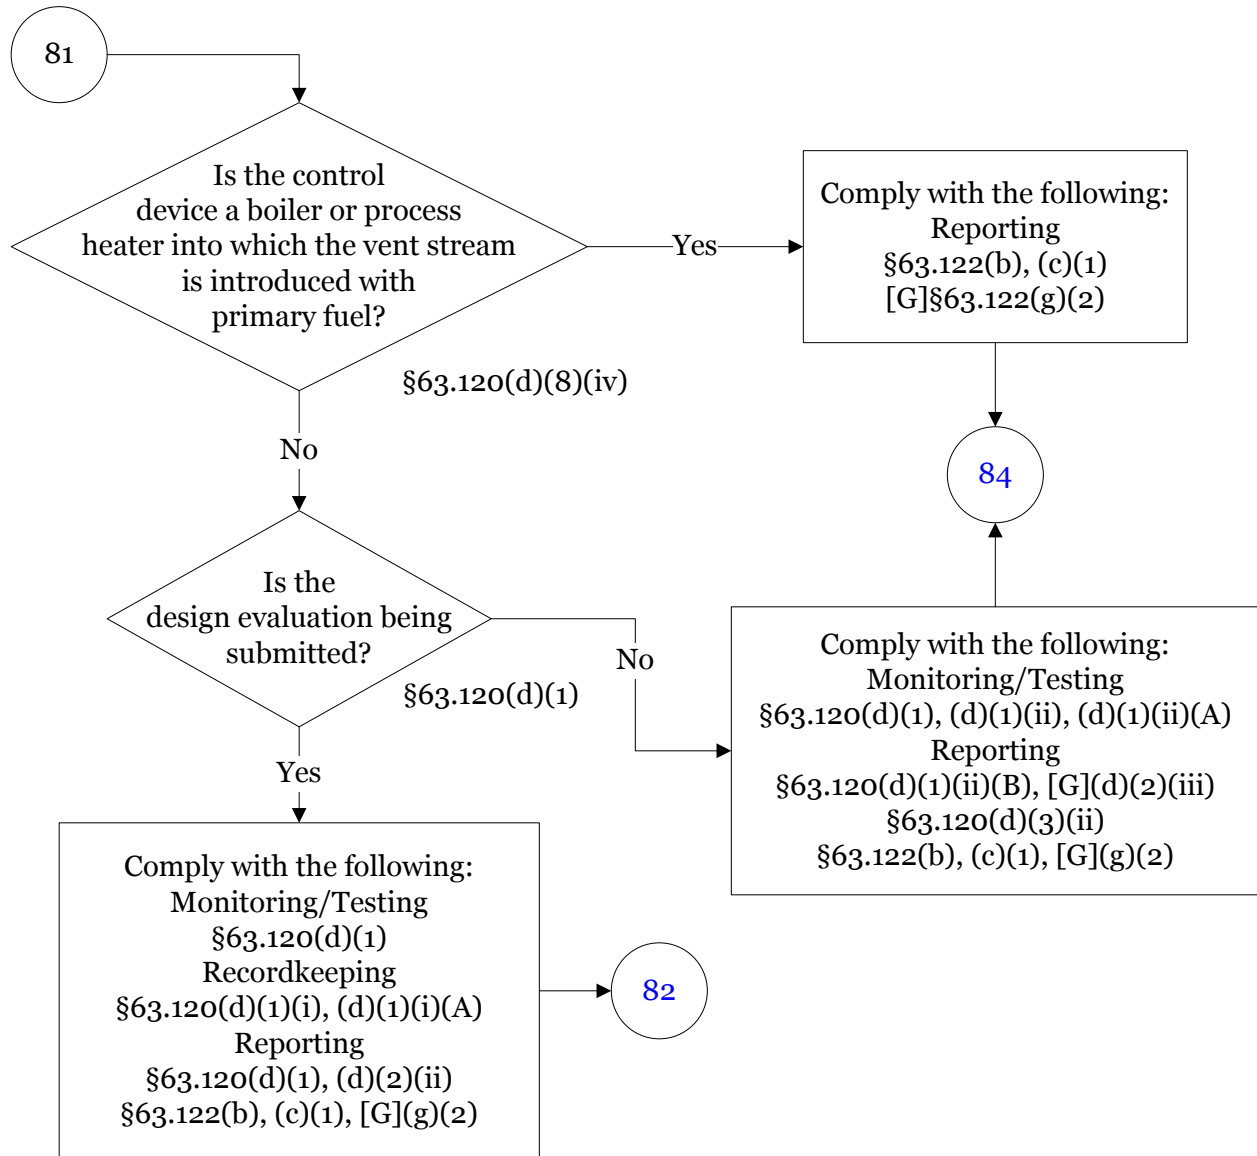 81
Is the control
device a boiler or process
heater into which the vent stream
is introduced with
primary fuel?
§63.120(d)(8)(iv)
Yes
Comply with the following:
Reporting
§63.122(b), (c)(1)
[G]§63.122(g)(2)
84
No
Is the
design evaluation being
submitted?
§63.120(d)(1)
No
Comply with the following:
Monitoring/Testing
§63.120(d)(1), (d)(1)(ii), (d)(1)(ii)(A)
Reporting
§63.120(d)(1)(ii)(B), [G](d)(2)(iii)
§63.120(d)(3)(ii)
§63.122(b), (c)(1), [G](g)(2)
Yes
Comply with the following:
Monitoring/Testing
§63.120(d)(1)
Recordkeeping
§63.120(d)(1)(i), (d)(1)(i)(A)
Reporting
§63.120(d)(1), (d)(2)(ii)
§63.122(b), (c)(1), [G](g)(2)
82